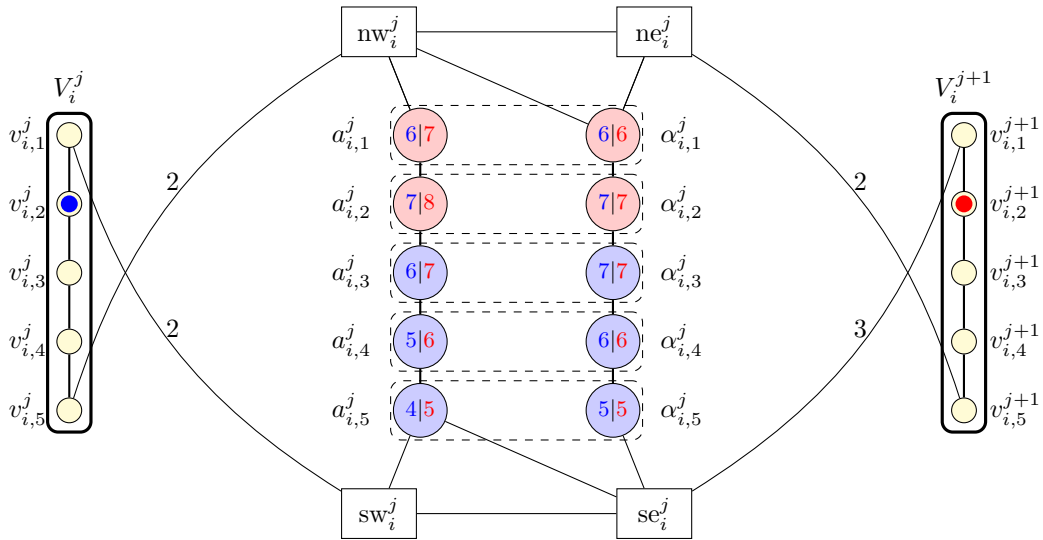 nw_i^j ne_i^j
V_i^j V_i^{j+1}
v_{i,1}^j a_{i,1}^j 6|7 6|6 α_{i,1}^j v_{i,1}^{j+1}
2 2
v_{i,2}^j a_{i,2}^j 7|8 7|7 α_{i,2}^j v_{i,2}^{j+1}
v_{i,3}^j a_{i,3}^j 6|7 7|7 α_{i,3}^j v_{i,3}^{j+1}
2 3
v_{i,4}^j a_{i,4}^j 5|6 6|6 α_{i,4}^j v_{i,4}^{j+1}
v_{i,5}^j a_{i,5}^j 4|5 5|5 α_{i,5}^j v_{i,5}^{j+1}
sw_i^j se_i^j